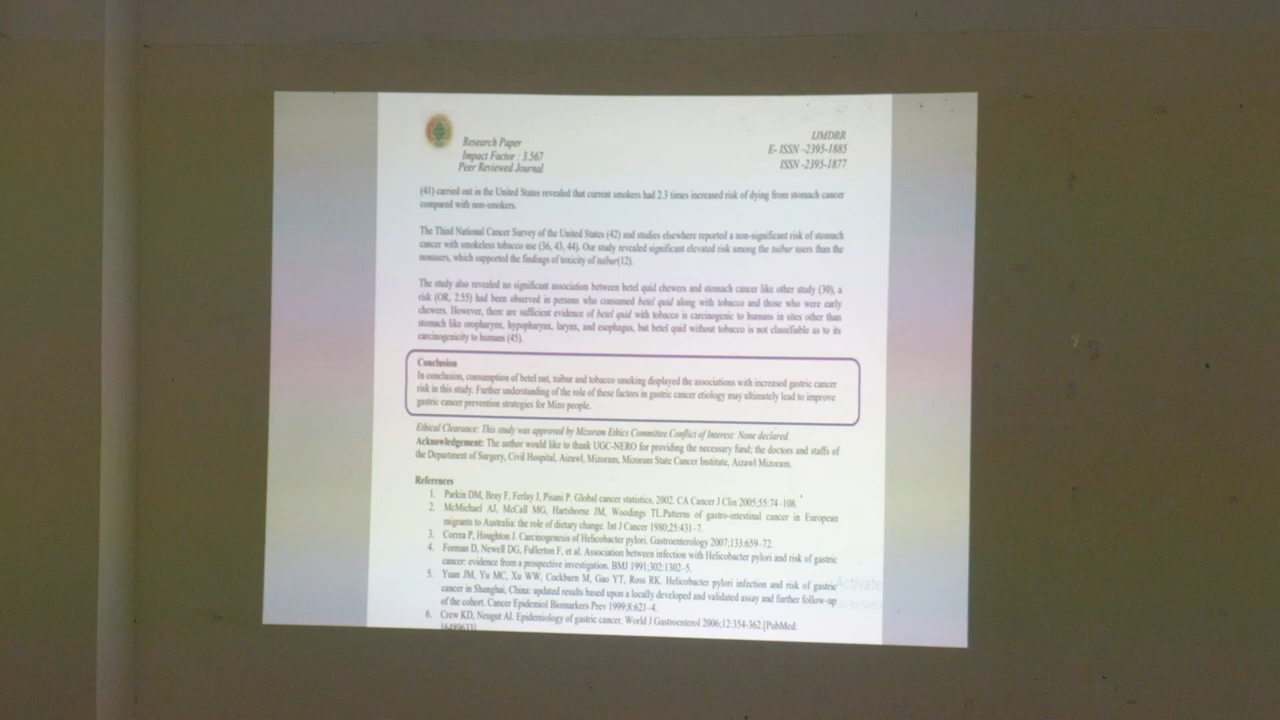 Research Paper
Impact Factor : 3.567
Peer Reviewed Journal
IJMDRR
E- ISSN –2395-1885
ISSN -2395-1877
(41) carried out in the United States revealed that current smokers had 2.3 times increased risk of dying from stomach cancer
compared with non-smokers.
The Third National Cancer Survey of the United States (42) and studies elsewhere reported a non-significant risk of stomach
cancer with smokeless tobacco use (36, 43, 44). Our study revealed significant elevated risk among the tuibur users than the
nonusers, which supported the findings of toxicity of tuibur(12).
The study also revealed no significant association between betel quid chewers and stomach cancer like other study (30), a
risk (OR, 2.55) had been observed in persons who consumed betel quid along with tobacco and those who were early
chewers. However, there are sufficient evidence of betel quid with tobacco is carcinogenic to humans in sites other than
stomach like oropharynx, hypopharynx, larynx, and esophagus, but betel quid without tobacco is not classifiable as to its
carcinogenicity to humans (45).
Conclusion
In conclusion, consumption of betel nut, tuibur and tobacco smoking displayed the associations with increased gastric cancer
risk in this study. Further understanding of the role of these factors in gastric cancer etiology may ultimately lead to improve
gastric cancer prevention strategies for Mizo people.
Ethical Clearance: This study was approved by Mizoram Ethics Committee.Conflict of Interest: None declared.
Acknowledgement: The author would like to thank UGC-NERO for providing the necessary fund; the doctors and staffs of
the Department of Surgery, Civil Hospital, Aizawl, Mizoram, Mizoram State Cancer Institute, Aizawl Mizoram.
References
1. Parkin DM, Bray F, Ferlay J, Pisani P. Global cancer statistics, 2002. CA Cancer J Clin 2005;55:74–108.
2. McMichael AJ, McCall MG, Hartshorne JM, Woodings TL.Patterns of gastro-intestinal cancer in European
migrants to Australia: the role of dietary change. Int J Cancer 1980;25:431–7.
3. Correa P, Houghton J. Carcinogenesis of Helicobacter pylori. Gastroenterology 2007;133:659–72.
4. Forman D, Newell DG, Fullerton F, et al. Association between infection with Helicobacter pylori and risk of gastric
cancer: evidence from a prospective investigation. BMJ 1991;302:1302–5.
5. Yuan JM, Yu MC, Xu WW, Cockburn M, Gao YT, Ross RK. Helicobacter pylori infection and risk of gastric
cancer in Shanghai, China: updated results based upon a locally developed and validated assay and further follow-up
of the cohort. Cancer Epidemiol Biomarkers Prev 1999;8:621–4.
6. Crew KD, Neugut AI. Epidemiology of gastric cancer. World J Gastroenterol 2006;12:354-362.[PubMed:
Activate